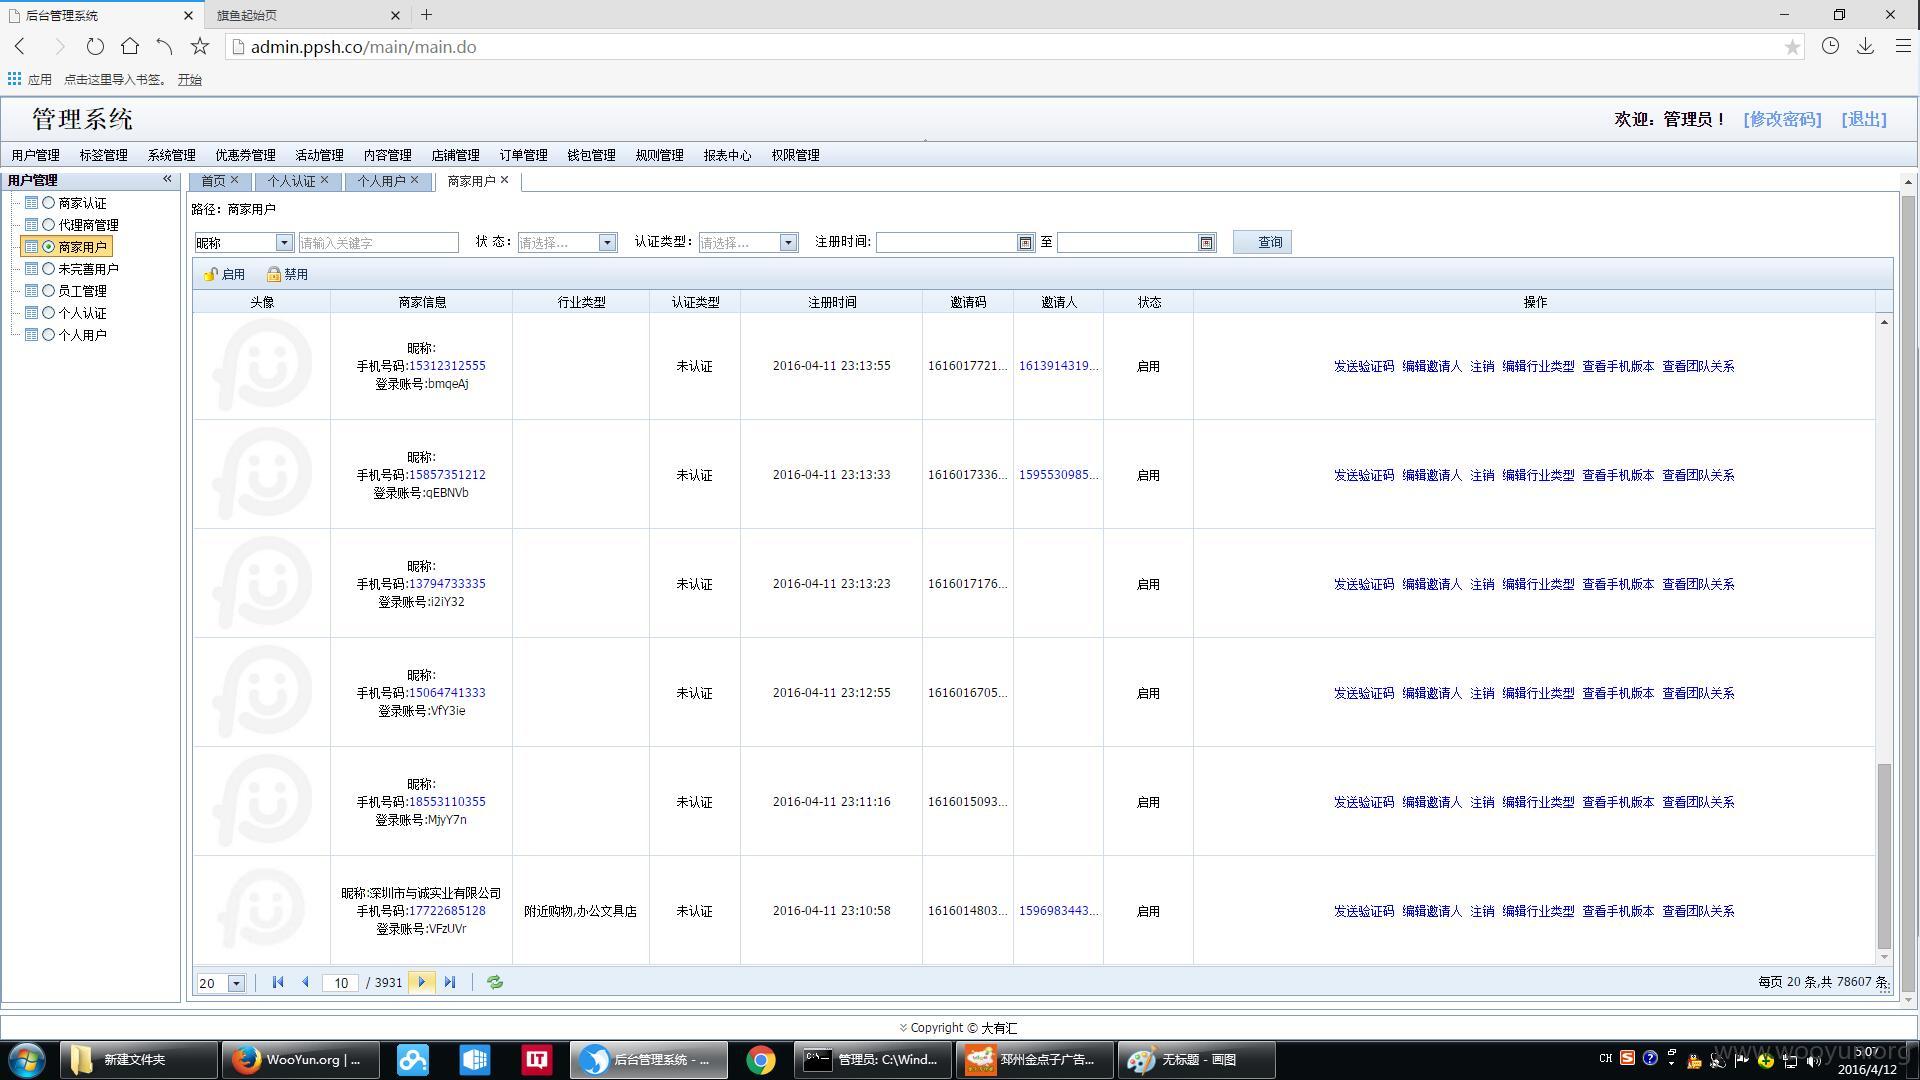 后台管理系统
旗鱼起始页
admin.ppsh.co/main/main.do
应用 点击这里导入书签。 开始
管理系统
欢迎：管理员！ [修改密码] [退出]
用户管理 标签管理 系统管理 优惠券管理 活动管理 内容管理 店铺管理 订单管理 钱包管理 规则管理 报表中心 权限管理
用户管理
商家认证
代理商管理
商家用户
未完善用户
员工管理
个人认证
个人用户
首页 个人认证 个人用户 商家用户
路径：商家用户
昵称 请输入关键字 状 态： 请选择... 认证类型： 请选择... 注册时间: 至 查询
启用 禁用
头像 商家信息 行业类型 认证类型 注册时间 邀请码 邀请人 状态 操作
昵称:
手机号码:15312312555
登录账号:bmqeAj
未认证 2016-04-11 23:13:55 1616017721... 1613914319... 启用 发送验证码 编辑邀请人 注销 编辑行业类型 查看手机版本 查看团队关系
昵称:
手机号码:15857351212
登录账号:qEBNVb
未认证 2016-04-11 23:13:33 1616017336... 1595530985... 启用 发送验证码 编辑邀请人 注销 编辑行业类型 查看手机版本 查看团队关系
昵称:
手机号码:13794733335
登录账号:i2iY32
未认证 2016-04-11 23:13:23 1616017176... 启用 发送验证码 编辑邀请人 注销 编辑行业类型 查看手机版本 查看团队关系
昵称:
手机号码:15064741333
登录账号:VfY3ie
未认证 2016-04-11 23:12:55 1616016705... 启用 发送验证码 编辑邀请人 注销 编辑行业类型 查看手机版本 查看团队关系
昵称:
手机号码:18553110355
登录账号:MjyY7n
未认证 2016-04-11 23:11:16 1616015093... 启用 发送验证码 编辑邀请人 注销 编辑行业类型 查看手机版本 查看团队关系
昵称:深圳市与诚实业有限公司
手机号码:17722685128
登录账号:VFzUVr
附近购物,办公文具店 未认证 2016-04-11 23:10:58 1616014803... 1596983443... 启用 发送验证码 编辑邀请人 注销 编辑行业类型 查看手机版本 查看团队关系
20 10 / 3931 每页 20 条,共 78607 条
Copyright © 大有汇
新建文件夹 WooYun.org | ... IT 后台管理系统 - ... 管理员: C:\Wind... 邳州金点子广告... 无标题 - 画图 CH
www.wooyun.org
5:07
2016/4/12